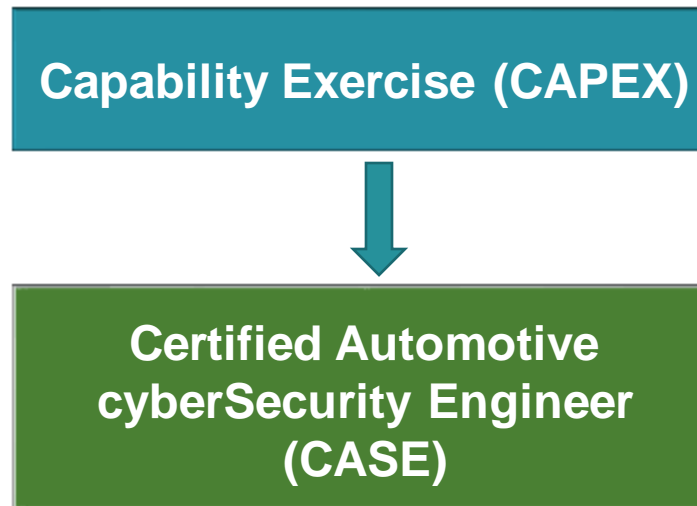 Capability Exercise (CAPEX)
Certified Automotive
cyberSecurity Engineer
(CASE)